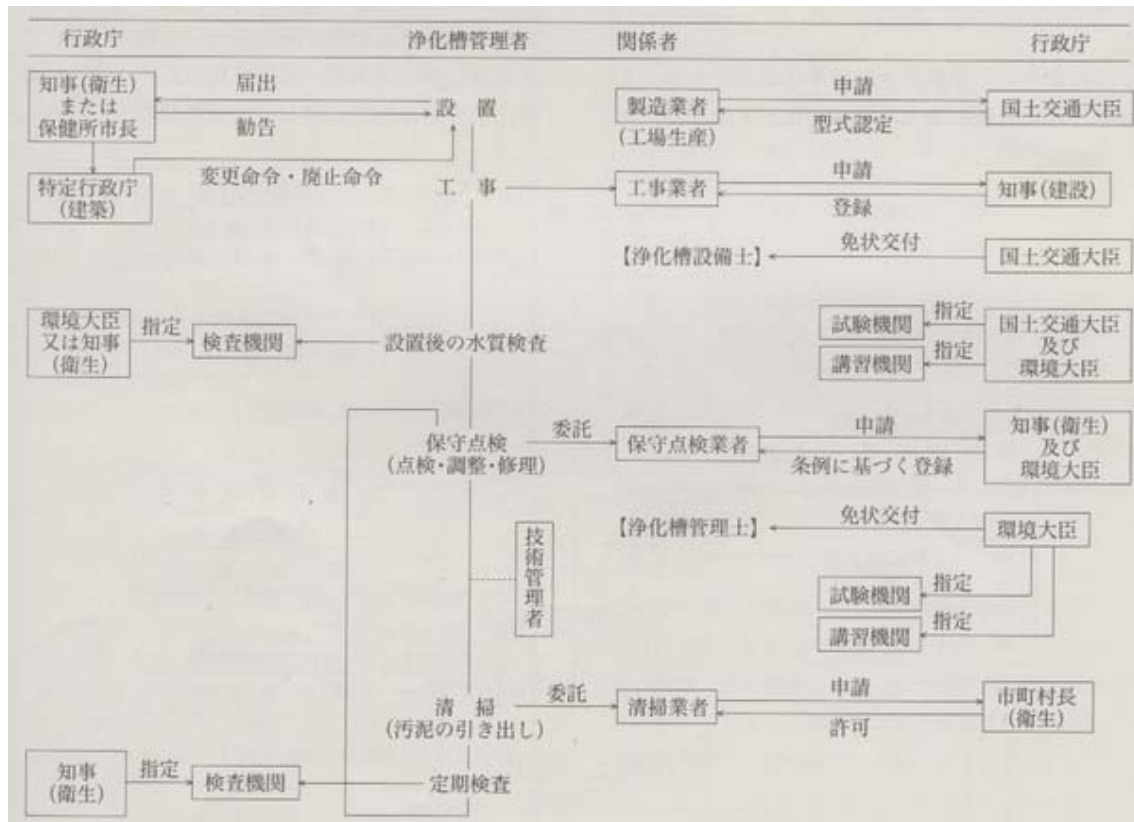 行政庁 浄化槽管理者 関係者 行政庁
知事(衛生)
または
保健所市長
届出
勧告
設置
製造業者
(工場生産)
申請
型式認定
国土交通大臣
特定行政庁
(建築)
変更命令・廃止命令
工事
工事業者
申請
登録
知事(建設)
【浄化槽設備士】
免状交付
国土交通大臣
環境大臣
又は知事
(衛生)
指定
検査機関
設置後の水質検査
試験機関
指定
講習機関
指定
国土交通大臣
及び
環境大臣
保守点検
(点検・調整・修理)
委託
保守点検業者
申請
条例に基づく登録
知事(衛生)
及び
環境大臣
技術管理者
【浄化槽管理士】
免状交付
環境大臣
試験機関
指定
講習機関
指定
清掃
(汚泥の引き出し)
委託
清掃業者
申請
許可
市町村長
(衛生)
知事
(衛生)
指定
検査機関
定期検査